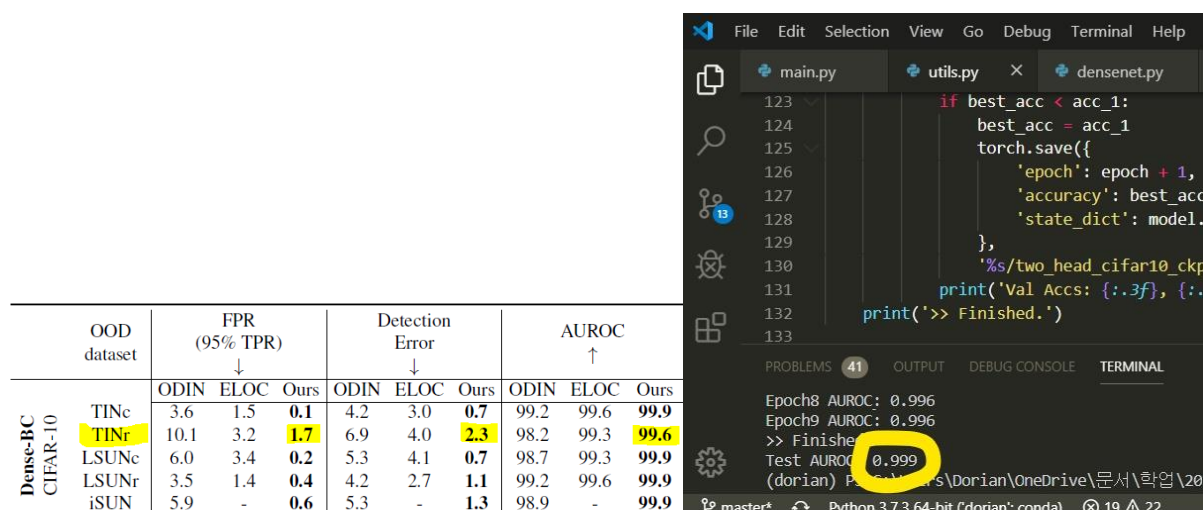 OOD dataset FPR (95% TPR) ↓ Detection Error ↓ AUROC ↑
ODIN ELOC Ours ODIN ELOC Ours ODIN ELOC Ours
Dense-BC CIFAR-10
TINc 3.6 1.5 0.1 4.2 3.0 0.7 99.2 99.6 99.9
TINr 10.1 3.2 1.7 6.9 4.0 2.3 98.2 99.3 99.6
LSUNc 6.0 3.4 0.2 5.3 4.1 0.7 98.7 99.3 99.9
LSUNr 3.5 1.4 0.4 4.2 2.7 1.1 99.2 99.6 99.9
iSUN 5.9 - 0.6 5.3 - 1.3 98.9 - 99.9
File Edit Selection View Go Debug Terminal Help
main.py utils.py × densenet.py
123 if best_acc < acc_1:
124 best_acc = acc_1
125 torch.save({
126 'epoch': epoch + 1,
127 'accuracy': best_acc
128 'state_dict': model.
129 },
130 '%s/two_head_cifar10_ckp
131 print('Val Accs: {:.3f}, {:.
132 print('>> Finished.')
133
13
PROBLEMS 41 OUTPUT DEBUG CONSOLE TERMINAL
Epoch8 AUROC: 0.996
Epoch9 AUROC: 0.996
>> Finished
Test AUROC 0.999
(dorian) s\Dorian\OneDrive\문서\학업\20
master* Python 3.7.3 64-bit ('dorian': conda) 19 22